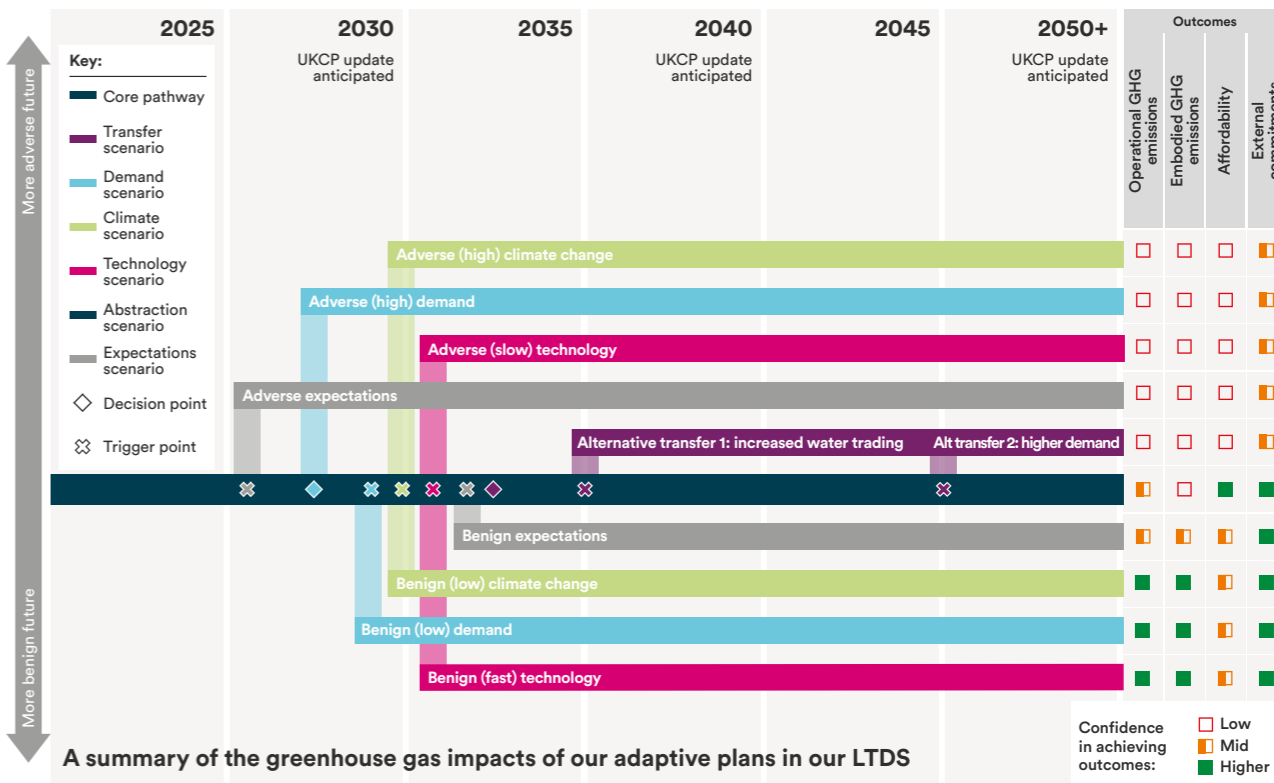 2025
2030
2035
2040
2045
2050+
Outcomes
UKCP update
anticipated
UKCP update
anticipated
UKCP update
anticipated
Operational GHG
emissions
Embodied GHG
emissions
Affordability
External
commitments
More adverse future
More benign future
Key:
Core pathway
Transfer
scenario
Demand
scenario
Climate
scenario
Technology
scenario
Abstraction
scenario
Expectations
scenario
Decision point
Trigger point
Adverse (high) climate change
Adverse (high) demand
Adverse (slow) technology
Adverse expectations
Alternative transfer 1: increased water trading
Alt transfer 2: higher demand
Benign expectations
Benign (low) climate change
Benign (low) demand
Benign (fast) technology
A summary of the greenhouse gas impacts of our adaptive plans in our LTDS
Confidence
in achieving
outcomes:
Low
Mid
Higher